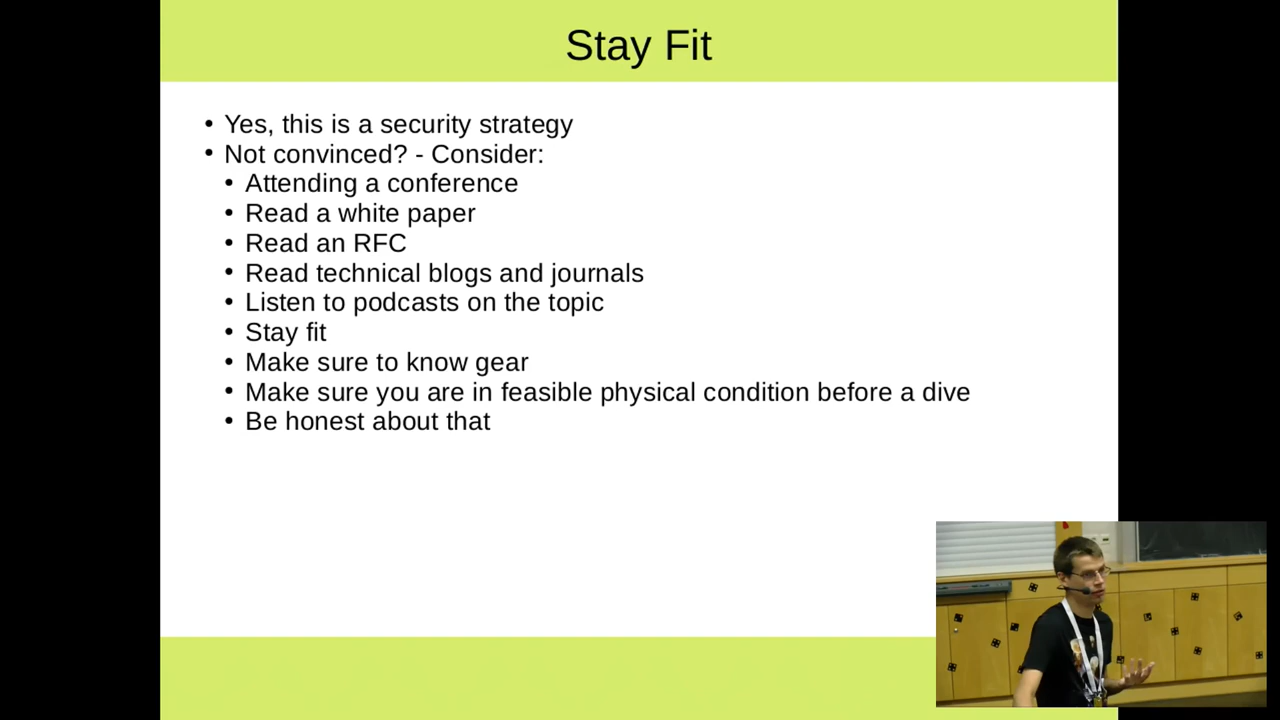 Stay Fit
• Yes, this is a security strategy
• Not convinced? - Consider:
• Attending a conference
• Read a white paper
• Read an RFC
• Read technical blogs and journals
• Listen to podcasts on the topic
• Stay fit
• Make sure to know gear
• Make sure you are in feasible physical condition before a dive
• Be honest about that